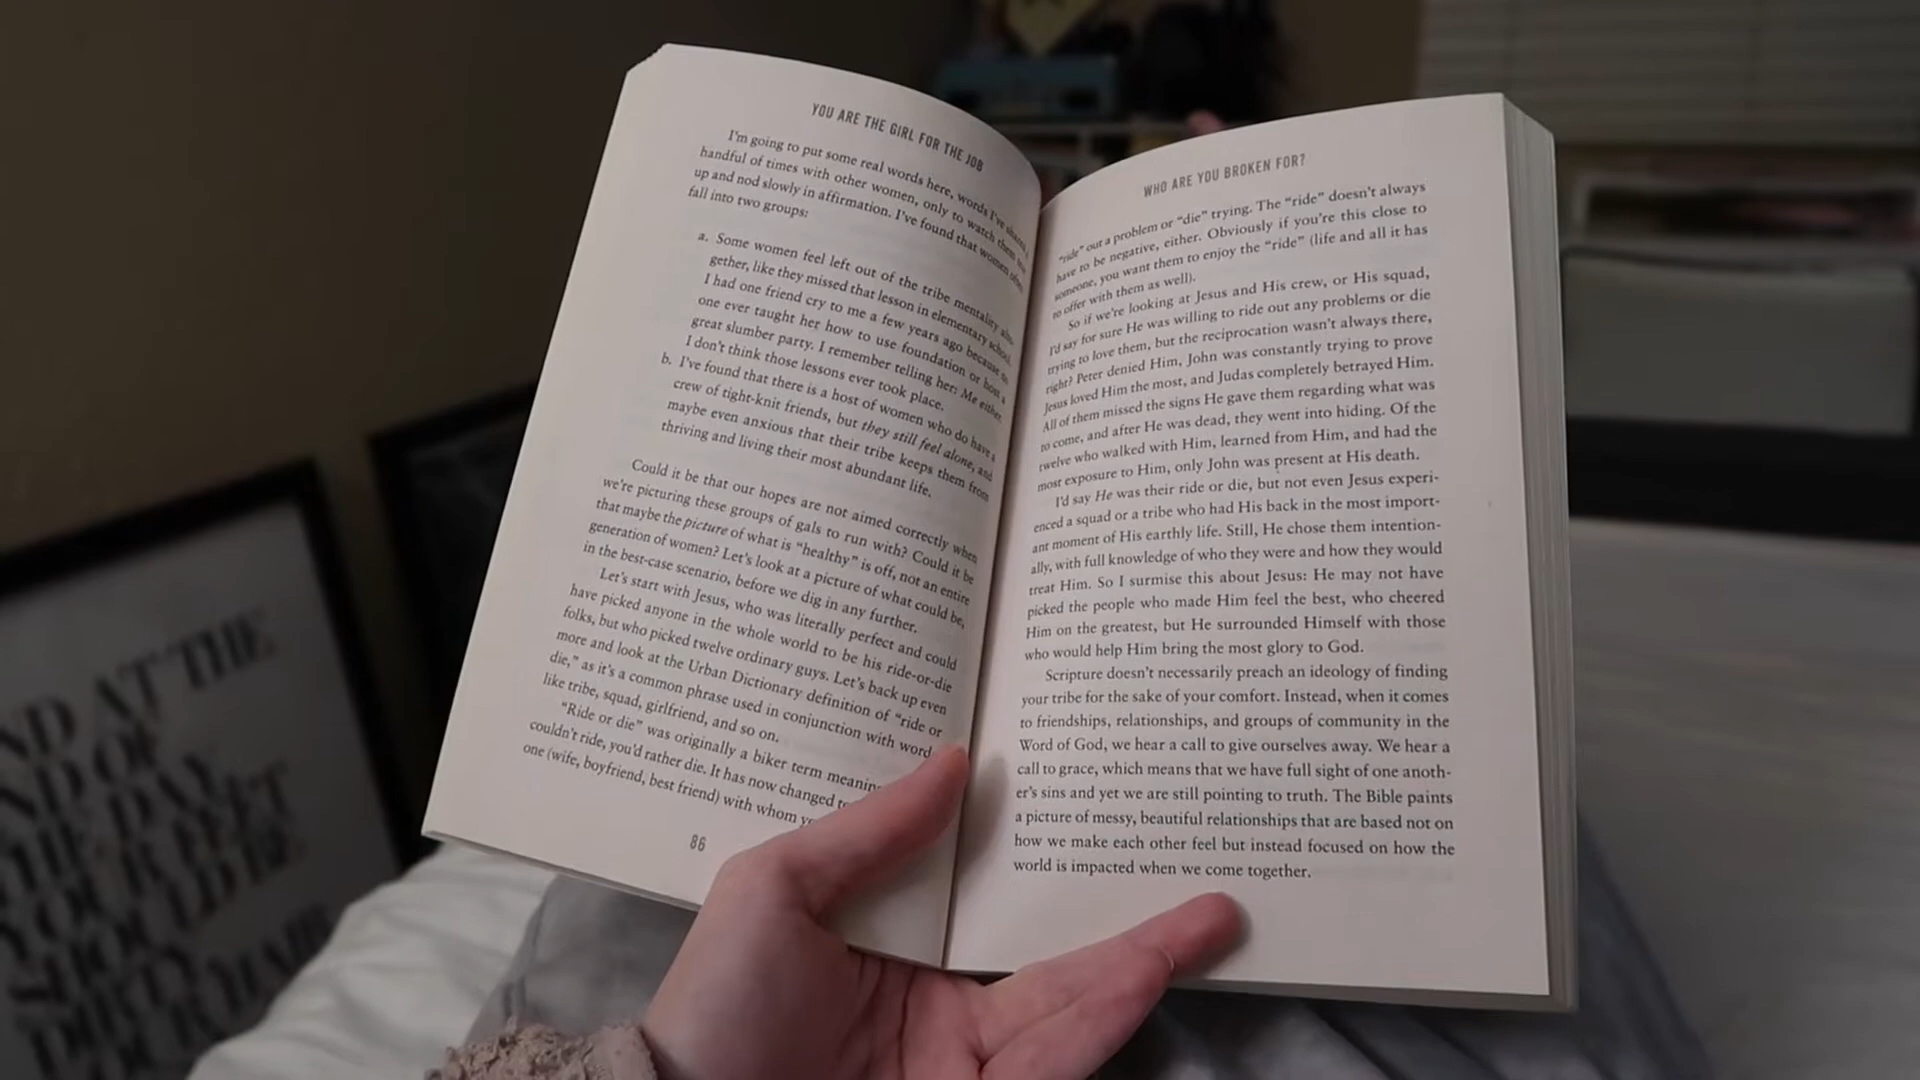 YOU ARE THE GIRL FOR THE JOB
I'm going to put some real words here, words I've shared
handful of times with other women, only to watch them
up and nod slowly in affirmation. I've found that women often
fall into two groups:
a. Some women feel left out of the tribe mentality
gether, like they missed that lesson in elementary school.
I had one friend cry to me a few years ago because no
one ever taught her how to use foundation or host a
great slumber party. I remember telling her: Me either.
I don't think those lessons ever took place.
b. I've found that there is a host of women who do have a
crew of tight-knit friends, but they still feel alone, and
maybe even anxious that their tribe keeps them from
thriving and living their most abundant life.
Could it be that our hopes are not aimed correctly when
we're picturing these groups of gals to run with? Could it be
that maybe the picture of what is "healthy" is off, not an entire
generation of women? Let's look at a picture of what could be,
in the best-case scenario, before we dig in any further.
Let's start with Jesus, who was literally perfect and could
have picked anyone in the whole world to be his ride-or-die
folks, but who picked twelve ordinary guys. Let's back up even
more and look at the Urban Dictionary definition of "ride or
die," as it's a common phrase used in conjunction with word
like tribe, squad, girlfriend, and so on.
"Ride or die" was originally a biker term meaning
couldn't ride, you'd rather die. It has now changed
one (wife, boyfriend, best friend) with whom
86
WHO ARE YOU BROKEN FOR?
"ride" out a problem or "die" trying. The "ride" doesn't always
have to be negative, either. Obviously if you're this close to
someone, you want them to enjoy the "ride" (life and all it has
to offer with them as well).
So if we're looking at Jesus and His crew, or His squad,
I'd say for sure He was willing to ride out any problems or die
trying to love them, but the reciprocation wasn't always there,
right? Peter denied Him, John was constantly trying to prove
Jesus loved Him the most, and Judas completely betrayed Him.
All of them missed the signs He gave them regarding what was
to come, and after He was dead, they went into hiding. Of the
twelve who walked with Him, learned from Him, and had the
most exposure to Him, only John was present at His death.
I'd say He was their ride or die, but not even Jesus experi-
enced a squad or a tribe who had His back in the most import-
ant moment of His earthly life. Still, He chose them intention-
ally, with full knowledge of who they were and how they would
treat Him. So I surmise this about Jesus: He may not have
picked the people who made Him feel the best, who cheered
Him on the greatest, but He surrounded Himself with those
who would help Him bring the most glory to God.
Scripture doesn't necessarily preach an ideology of finding
your tribe for the sake of your comfort. Instead, when it comes
to friendships, relationships, and groups of community in the
Word of God, we hear a call to give ourselves away. We hear a
call to grace, which means that we have full sight of one anoth-
er's sins and yet we are still pointing to truth. The Bible paints
a picture of messy, beautiful relationships that are based not on
how we make each other feel but instead focused on how the
world is impacted when we come together.
AT THE
END OF
THE DAY
YOUR FEET
SHOULD BE
DIRTY
YOUR HAIR